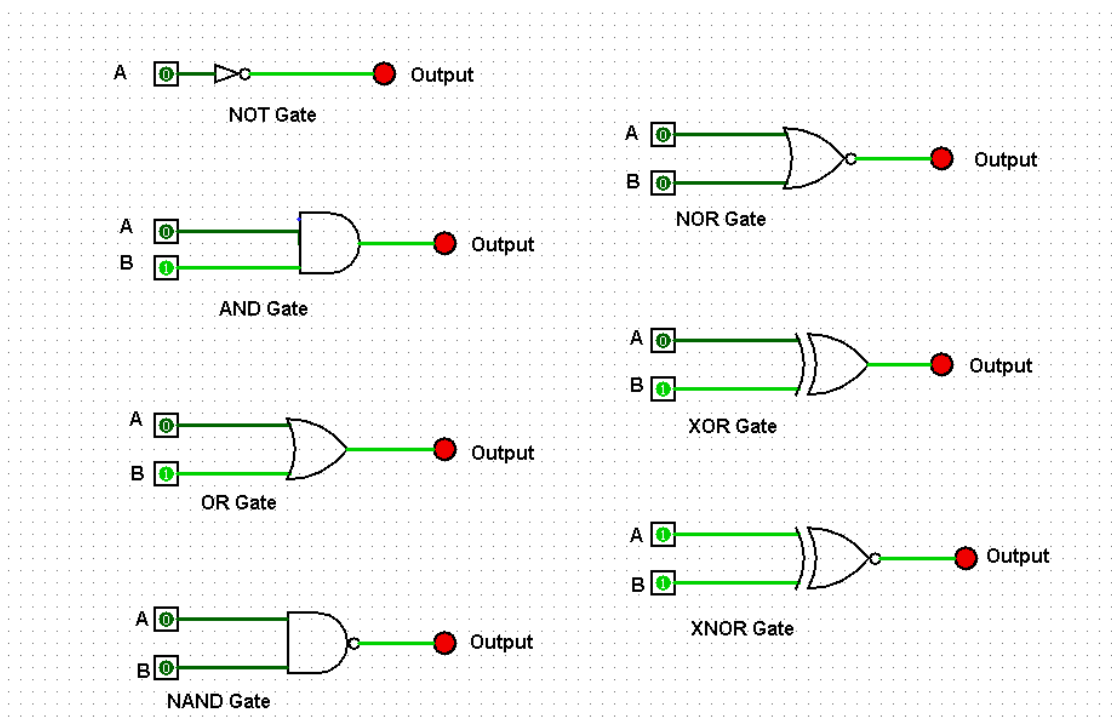 A 0 Output
NOT Gate
A 0
B 1 Output
AND Gate
A 0
B 1 Output
OR Gate
A 0
B 0 Output
NAND Gate
A 0
B 0 Output
NOR Gate
A 0
B 1 Output
XOR Gate
A 1
B 1 Output
XNOR Gate